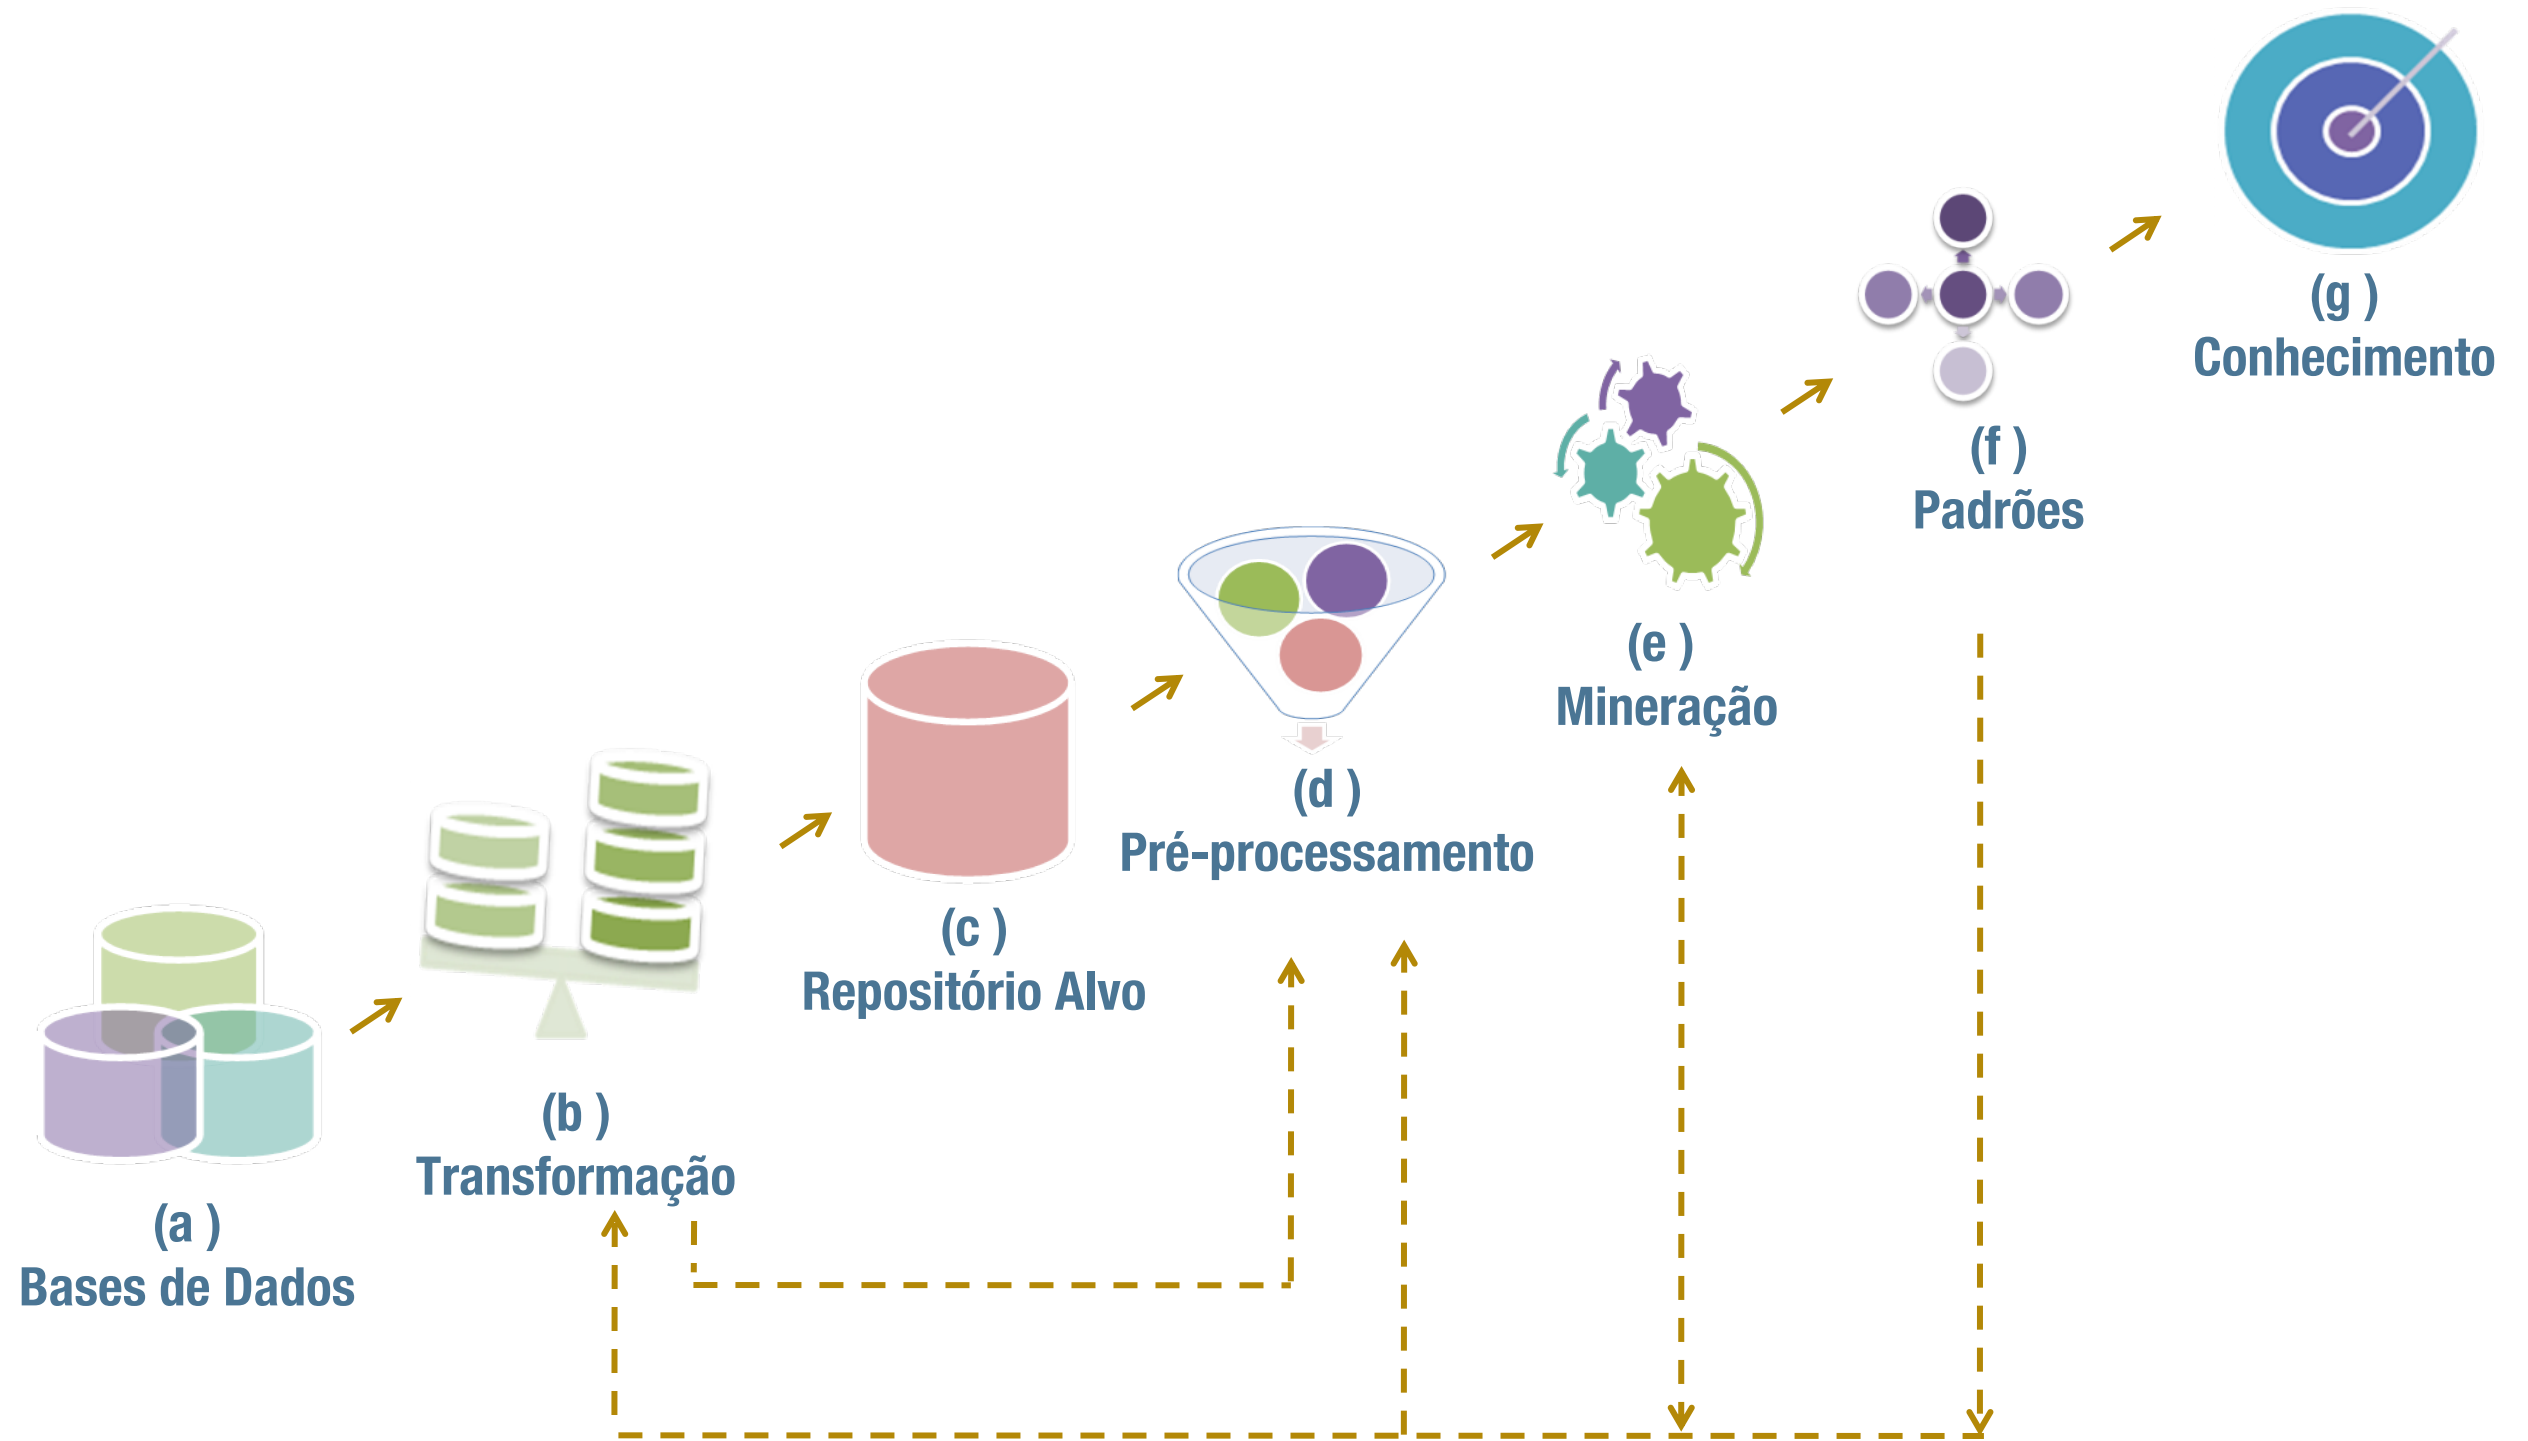 (a )
Bases de Dados
(b )
Transformação
(c )
Repositório Alvo
(d )
Pré-processamento
(e )
Mineração
(f )
Padrões
(g )
Conhecimento